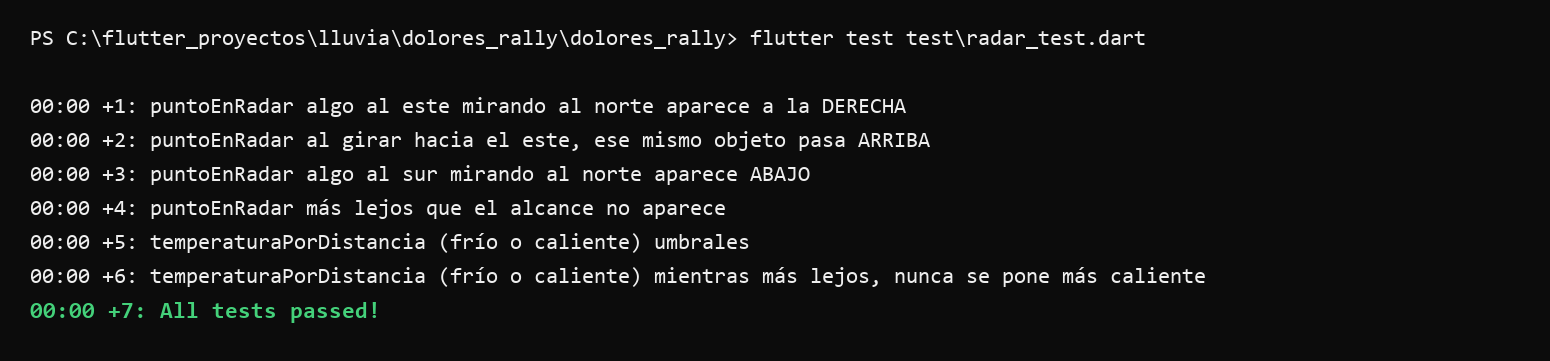 PS C:\flutter_proyectos\lluvia\dolores_rally\dolores_rally> flutter test test\radar_test.dart
00:00 +1: puntoEnRadar algo al este mirando al norte aparece a la DERECHA
00:00 +2: puntoEnRadar al girar hacia el este, ese mismo objeto pasa ARRIBA
00:00 +3: puntoEnRadar algo al sur mirando al norte aparece ABAJO
00:00 +4: puntoEnRadar más lejos que el alcance no aparece
00:00 +5: temperaturaPorDistancia (frío o caliente) umbrales
00:00 +6: temperaturaPorDistancia (frío o caliente) mientras más lejos, nunca se pone más caliente
00:00 +7: All tests passed!